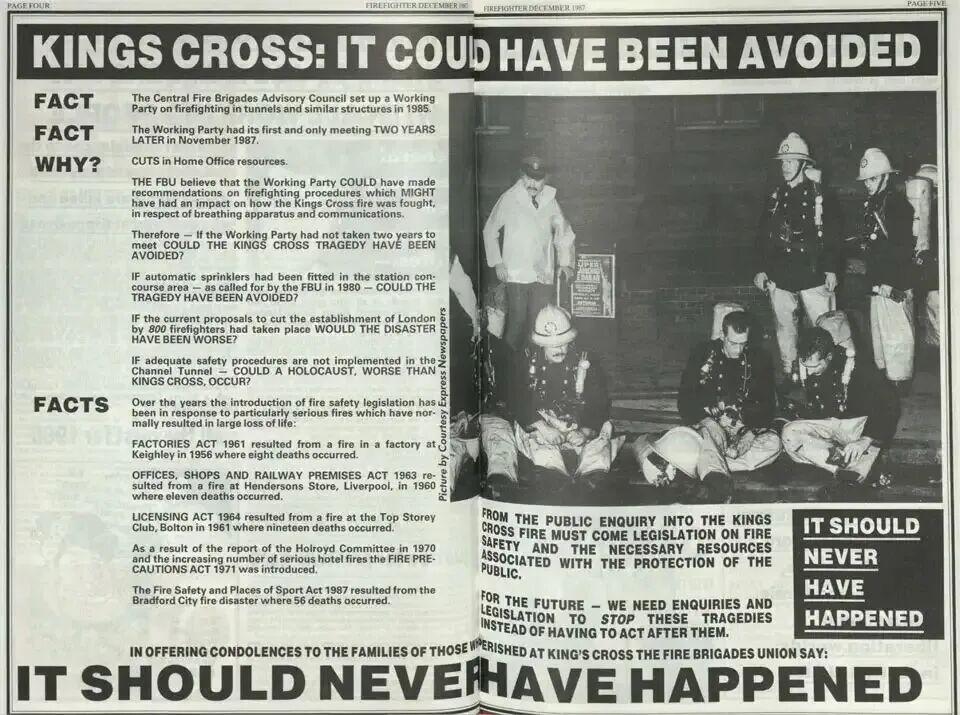 PAGE FOUR
FIREFIGHTER DECEMBER 198
FIREFIGHTER DECEMBER 1987
PAGE FIVE
KINGS CROSS: IT COULD HAVE BEEN AVOIDED
FACT
The Central Fire Brigades Advisory Council set up a Working
Party on firefighting in tunnels and similar structures in 1985.
FACT
The Working Party had its first and only meeting TWO YEARS
LATER in November 1987.
WHY?
CUTS in Home Office resources.
THE FBU believe that the Working Party COULD have made
recommendations on firefighting procedures which MIGHT
have had an impact on how the Kings Cross fire was fought,
in respect of breathing apparatus and communications.
Therefore — If the Working Party had not taken two years to
meet COULD THE KINGS CROSS TRAGEDY HAVE BEEN
AVOIDED?
IF automatic sprinklers had been fitted in the station con-
course area — as called for by the FBU in 1980 — COULD THE
TRAGEDY HAVE BEEN AVOIDED?
IF the current proposals to cut the establishment of London
by 800 firefighters had taken place WOULD THE DISASTER
HAVE BEEN WORSE?
IF adequate safety procedures are not implemented in the
Channel Tunnel — COULD A HOLOCAUST, WORSE THAN
KINGS CROSS, OCCUR?
FACTS
Over the years the introduction of fire safety legislation has
been in response to particularly serious fires which have nor-
mally resulted in large loss of life:
FACTORIES ACT 1961 resulted from a fire in a factory at
Keighley in 1956 where eight deaths occurred.
OFFICES, SHOPS AND RAILWAY PREMISES ACT 1963 re-
sulted from a fire at Hendersons Store, Liverpool, in 1960
where eleven deaths occurred.
LICENSING ACT 1964 resulted from a fire at the Top Storey
Club, Bolton in 1961 where nineteen deaths occurred.
As a result of the report of the Holroyd Committee in 1970
and the increasing number of serious hotel fires the FIRE PRE-
CAUTIONS ACT 1971 was introduced.
The Fire Safety and Places of Sport Act 1987 resulted from the
Bradford City fire disaster where 56 deaths occurred.
Picture by Courtesy Express Newspapers
FROM THE PUBLIC ENQUIRY INTO THE KINGS
CROSS FIRE MUST COME LEGISLATION ON FIRE
SAFETY AND THE NECESSARY RESOURCES
ASSOCIATED WITH THE PROTECTION OF THE
PUBLIC.
FOR THE FUTURE — WE NEED ENQUIRIES AND
LEGISLATION TO STOP THESE TRAGEDIES
INSTEAD OF HAVING TO ACT AFTER THEM.
IT SHOULD
NEVER
HAVE
HAPPENED
IN OFFERING CONDOLENCES TO THE FAMILIES OF THOSE PERISHED AT KING'S CROSS THE FIRE BRIGADES UNION SAY:
IT SHOULD NEVER HAVE HAPPENED